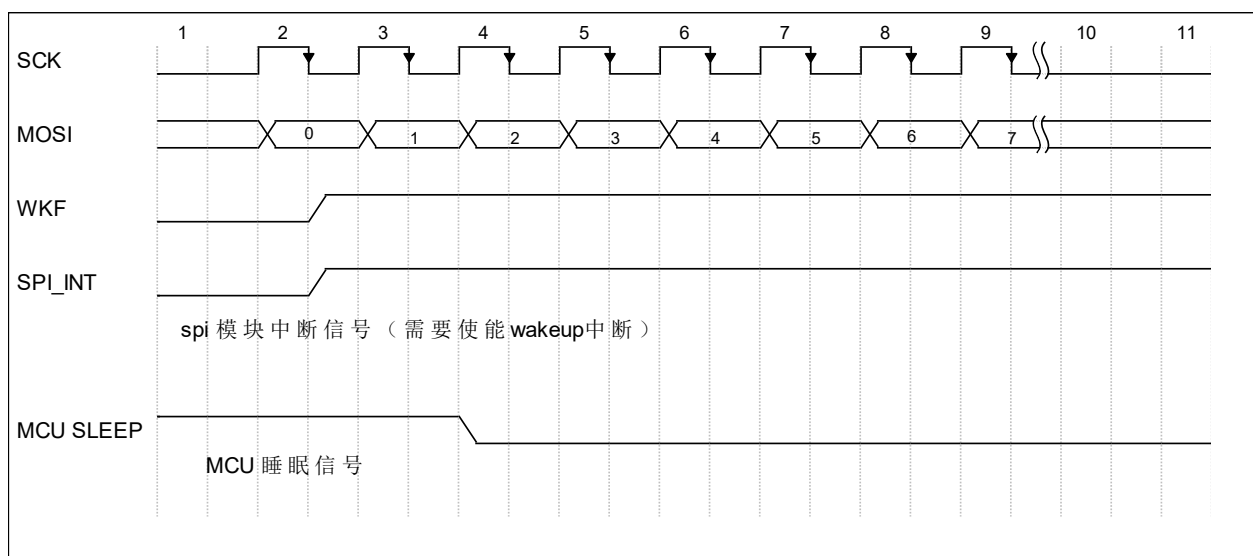 1 2 3 4 5 6 7 8 9 10 11
SCK
MOSI 0 1 2 3 4 5 6 7
WKF
SPI_INT
spi 模块中断信号（需要使能wakeup中断）
MCU SLEEP
MCU 睡眠信号